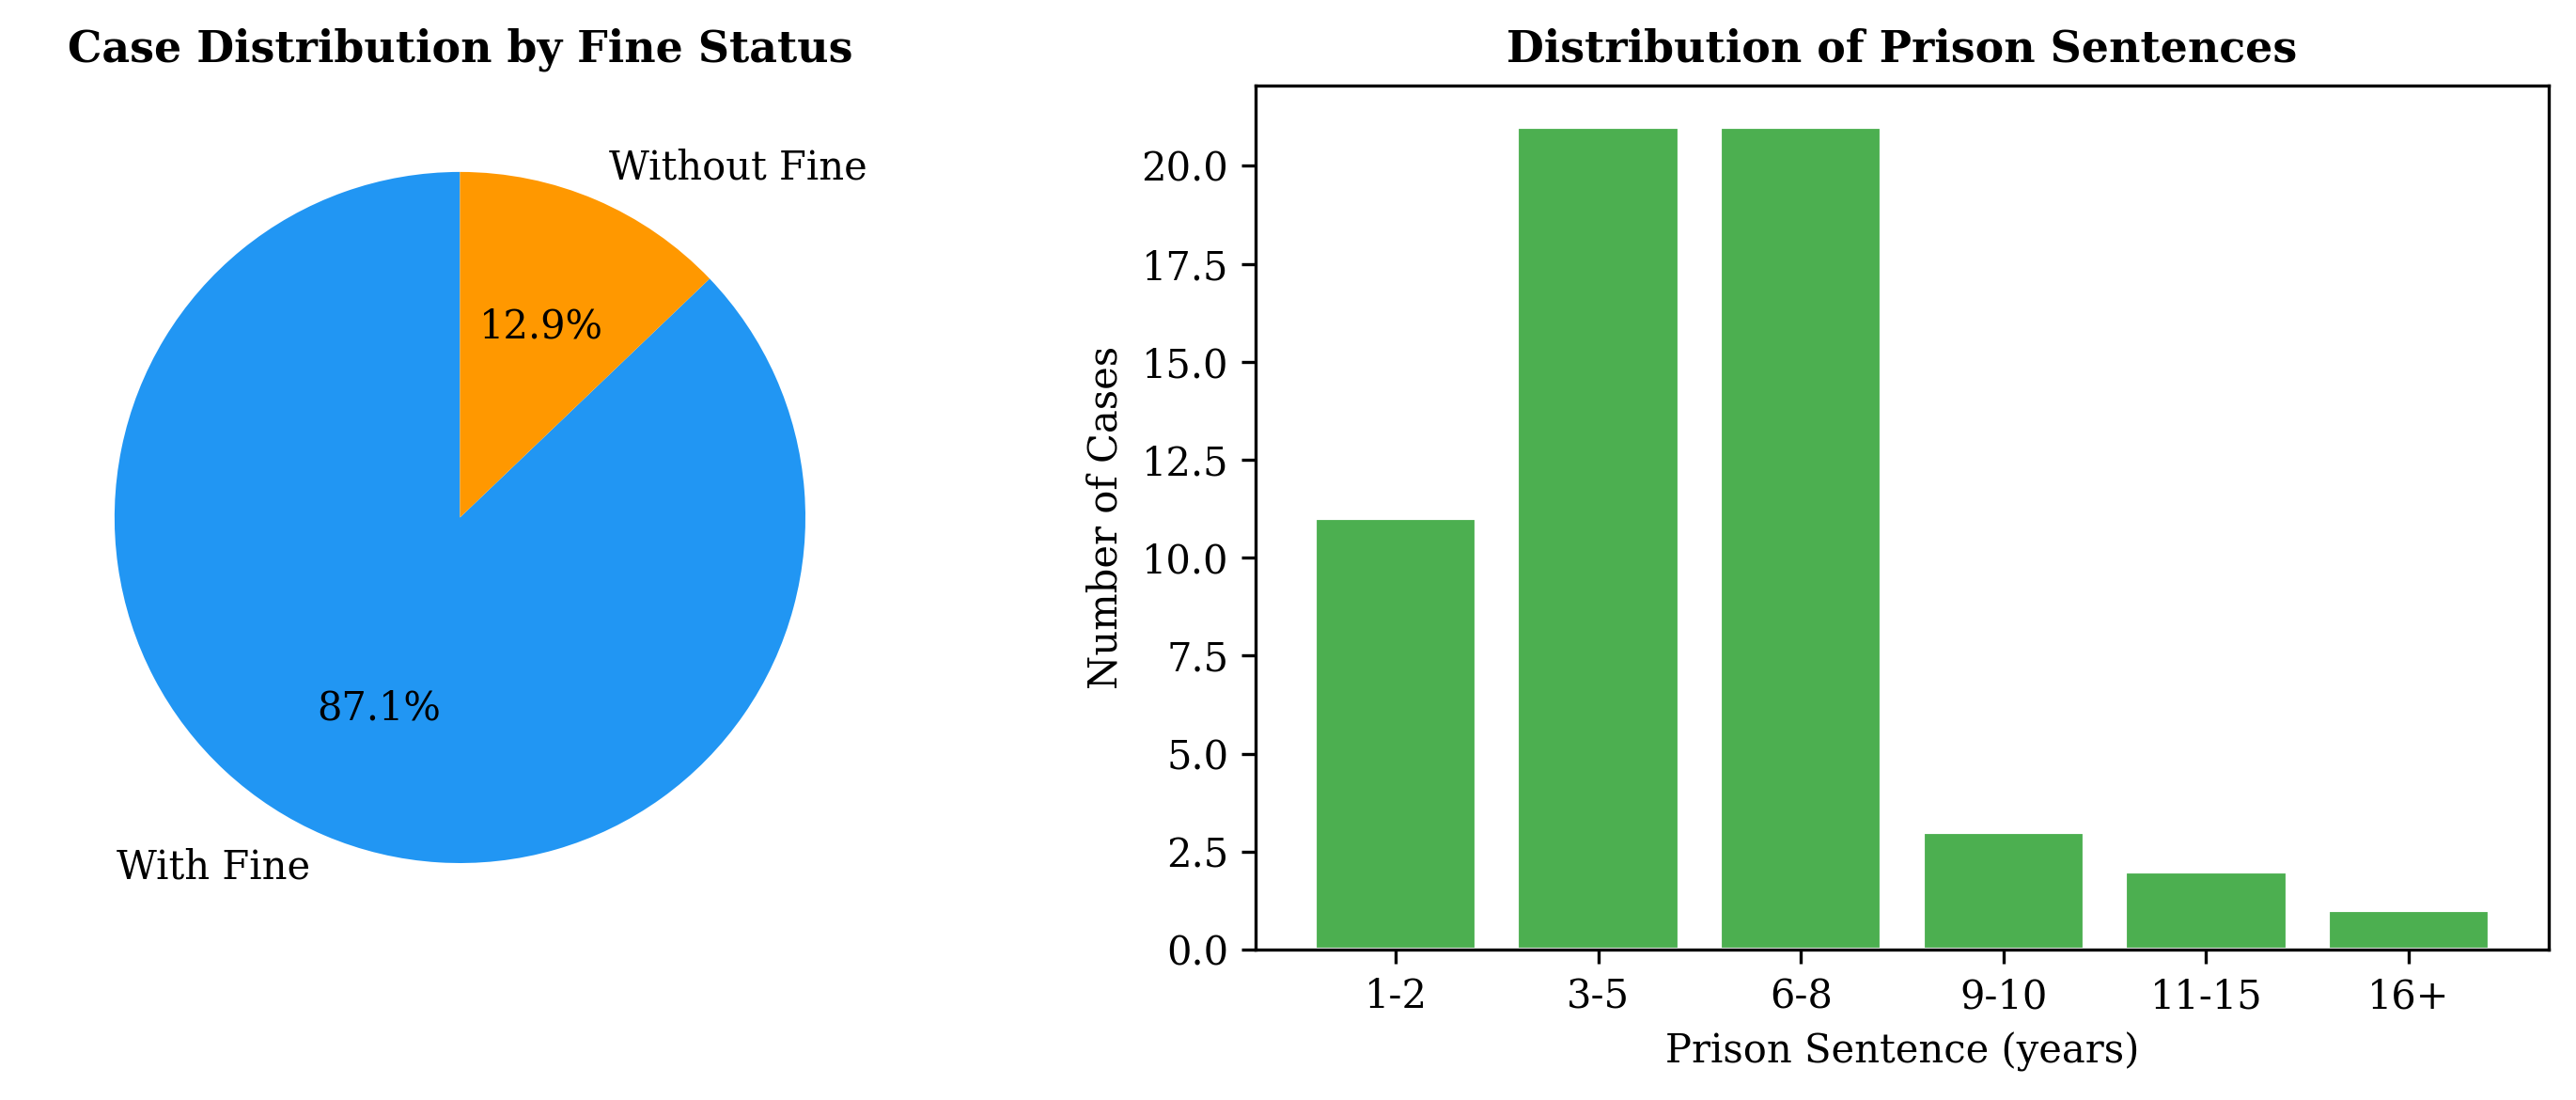 Case Distribution by Fine Status
Without Fine
12.9%
87.1%
With Fine
Distribution of Prison Sentences
Number of Cases
20.0
17.5
15.0
12.5
10.0
7.5
5.0
2.5
0.0
1-2 3-5 6-8 9-10 11-15 16+
Prison Sentence (years)